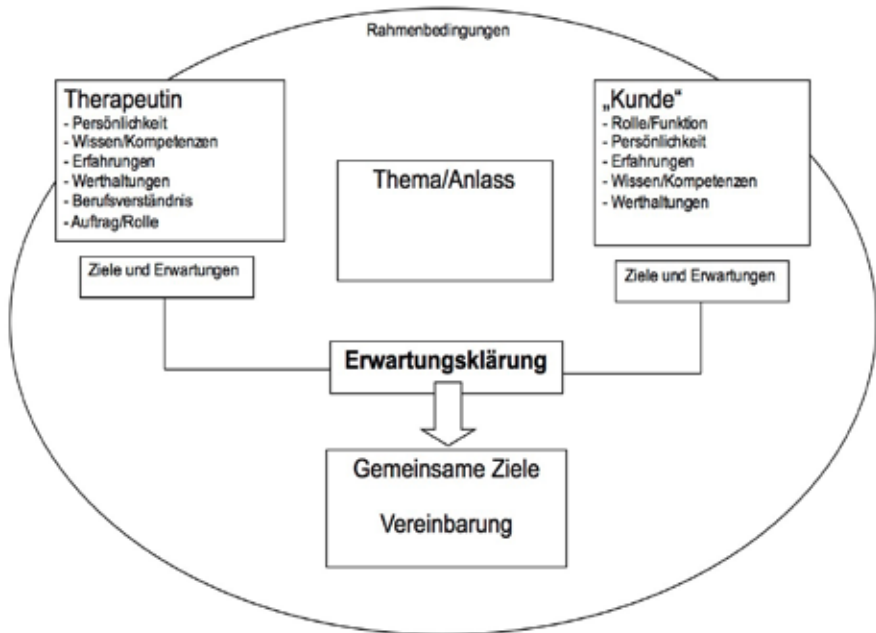 Rahmenbedingungen
Therapeutin
- Persönlichkeit
- Wissen/Kompetenzen
- Erfahrungen
- Werthaltungen
- Berufsverständnis
- Auftrag/Rolle
Ziele und Erwartungen
Thema/Anlass
„Kunde“
- Rolle/Funktion
- Persönlichkeit
- Erfahrungen
- Wissen/Kompetenzen
- Werthaltungen
Ziele und Erwartungen
Erwartungsklärung
Gemeinsame Ziele
Vereinbarung